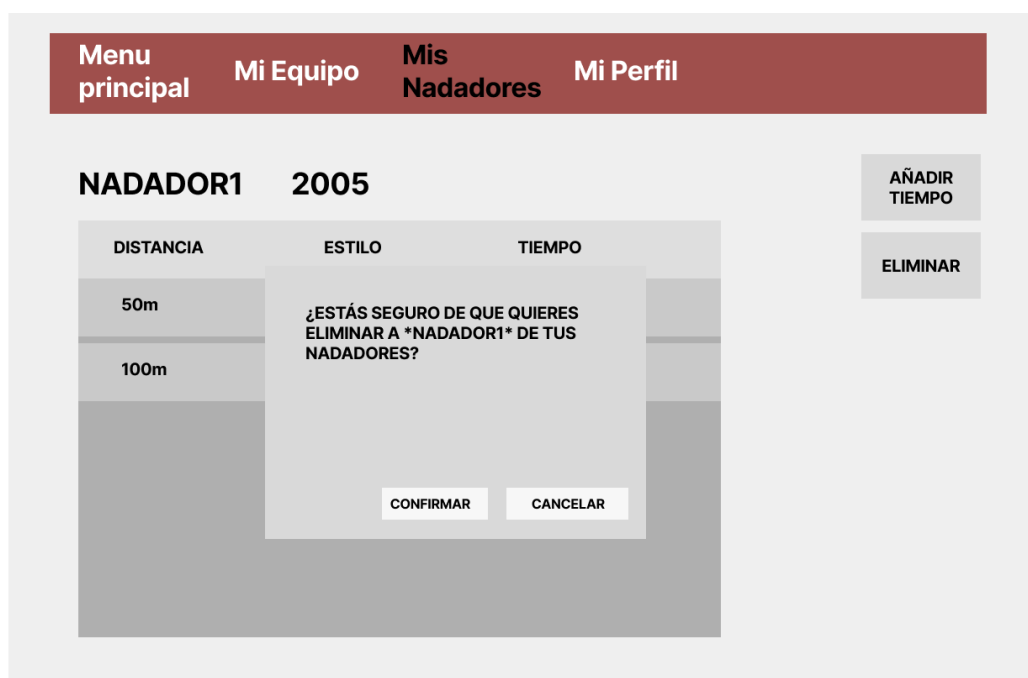 Menu
principal
Mi Equipo
Mis
Nadadores
Mi Perfil
NADADOR1 2005
AÑADIR
TIEMPO
ELIMINAR
DISTANCIA ESTILO TIEMPO
50m
100m
¿ESTÁS SEGURO DE QUE QUIERES
ELIMINAR A *NADADOR1* DE TUS
NADADORES?
CONFIRMAR CANCELAR